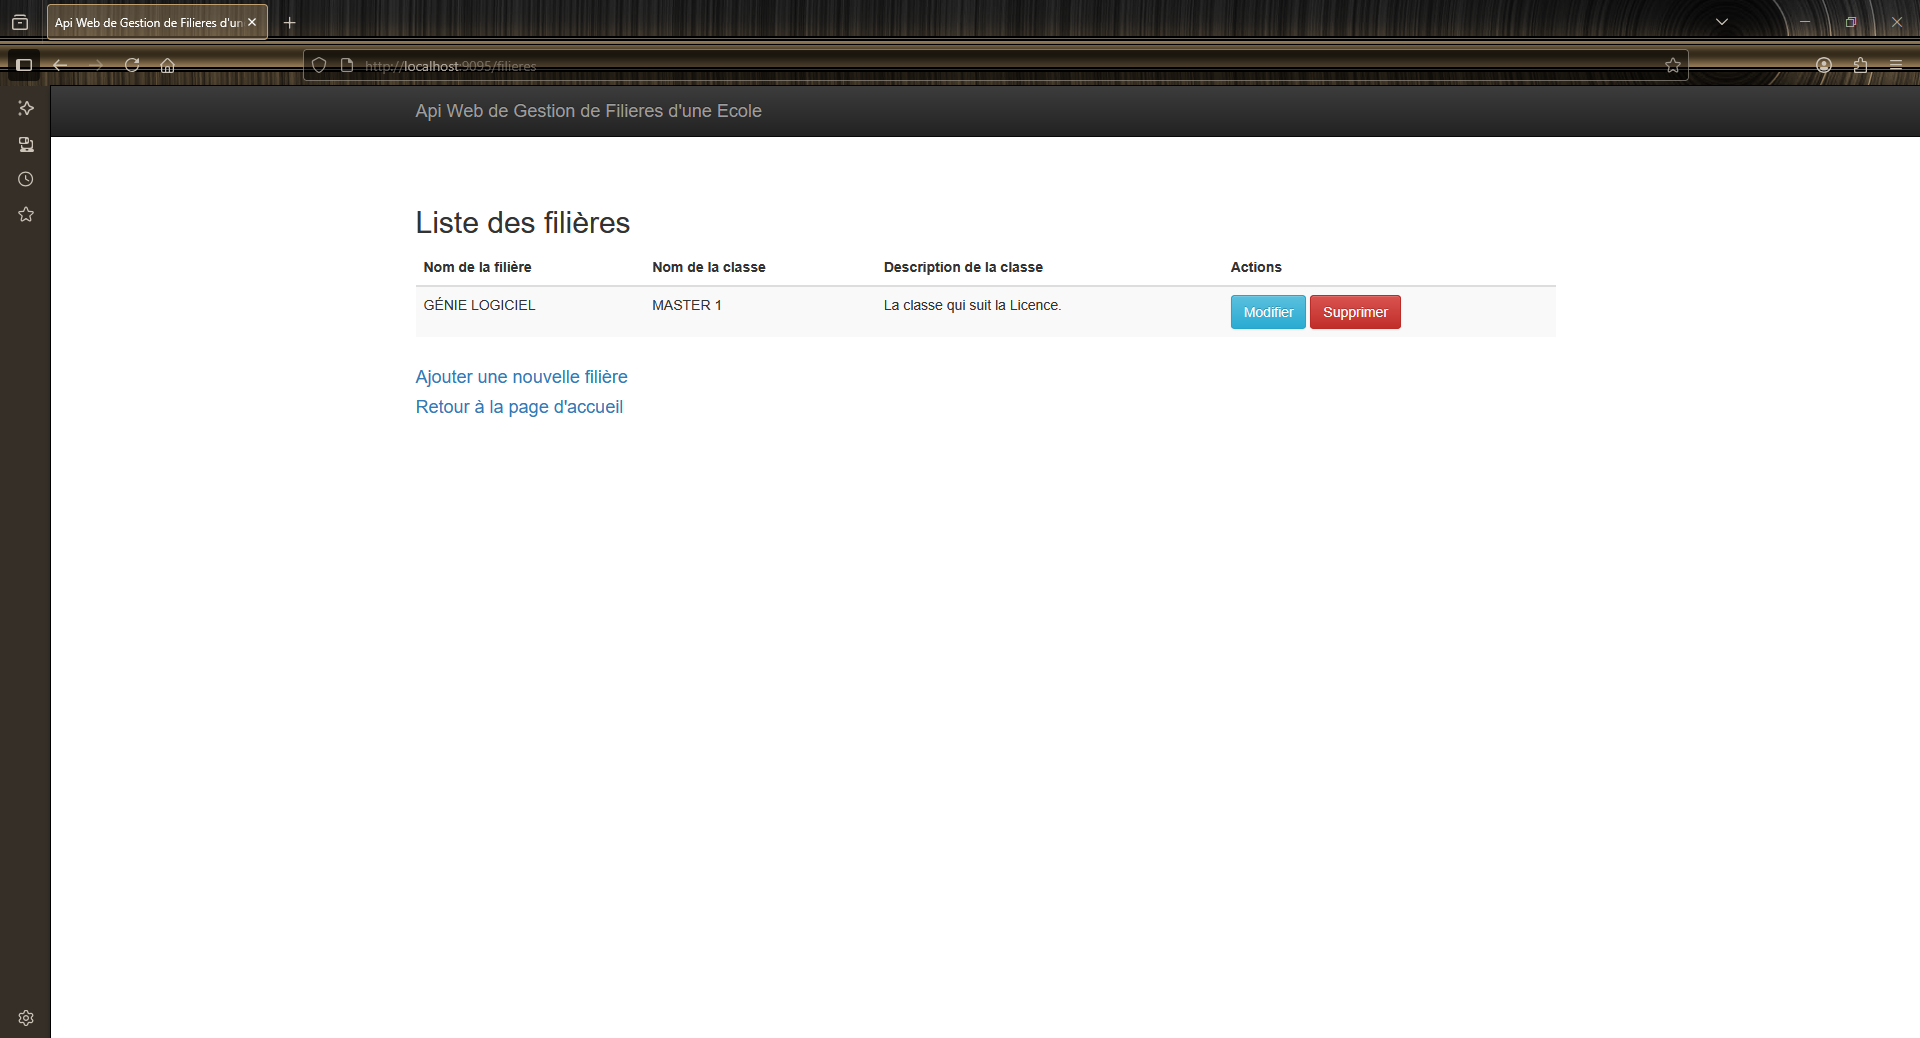 Api Web de Gestion de Filieres d'un
http://localhost:9095/filieres
Api Web de Gestion de Filieres d'une Ecole
Liste des filières
Nom de la filière Nom de la classe Description de la classe Actions
GÉNIE LOGICIEL MASTER 1 La classe qui suit la Licence. Modifier Supprimer
Ajouter une nouvelle filière
Retour à la page d'accueil